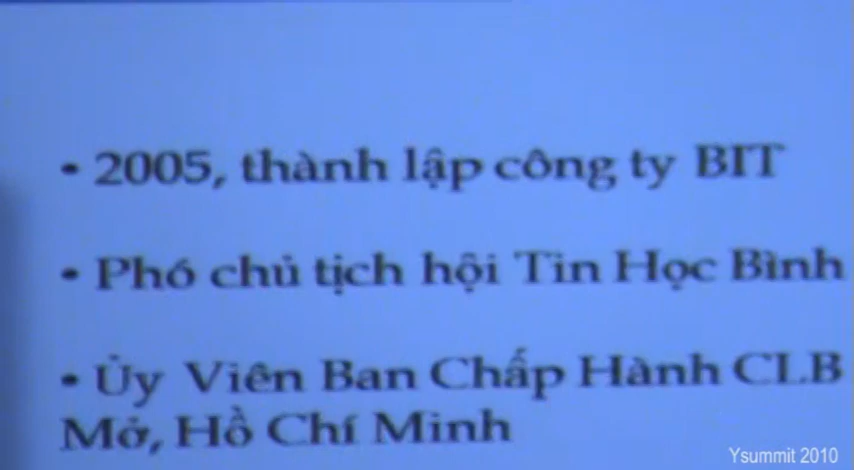 • 2005, thành lập công ty BIT
• Phó chủ tịch hội Tin Học Bình
• Ủy Viên Ban Chấp Hành CLB
Mở, Hồ Chí Minh
Ysummit 2010